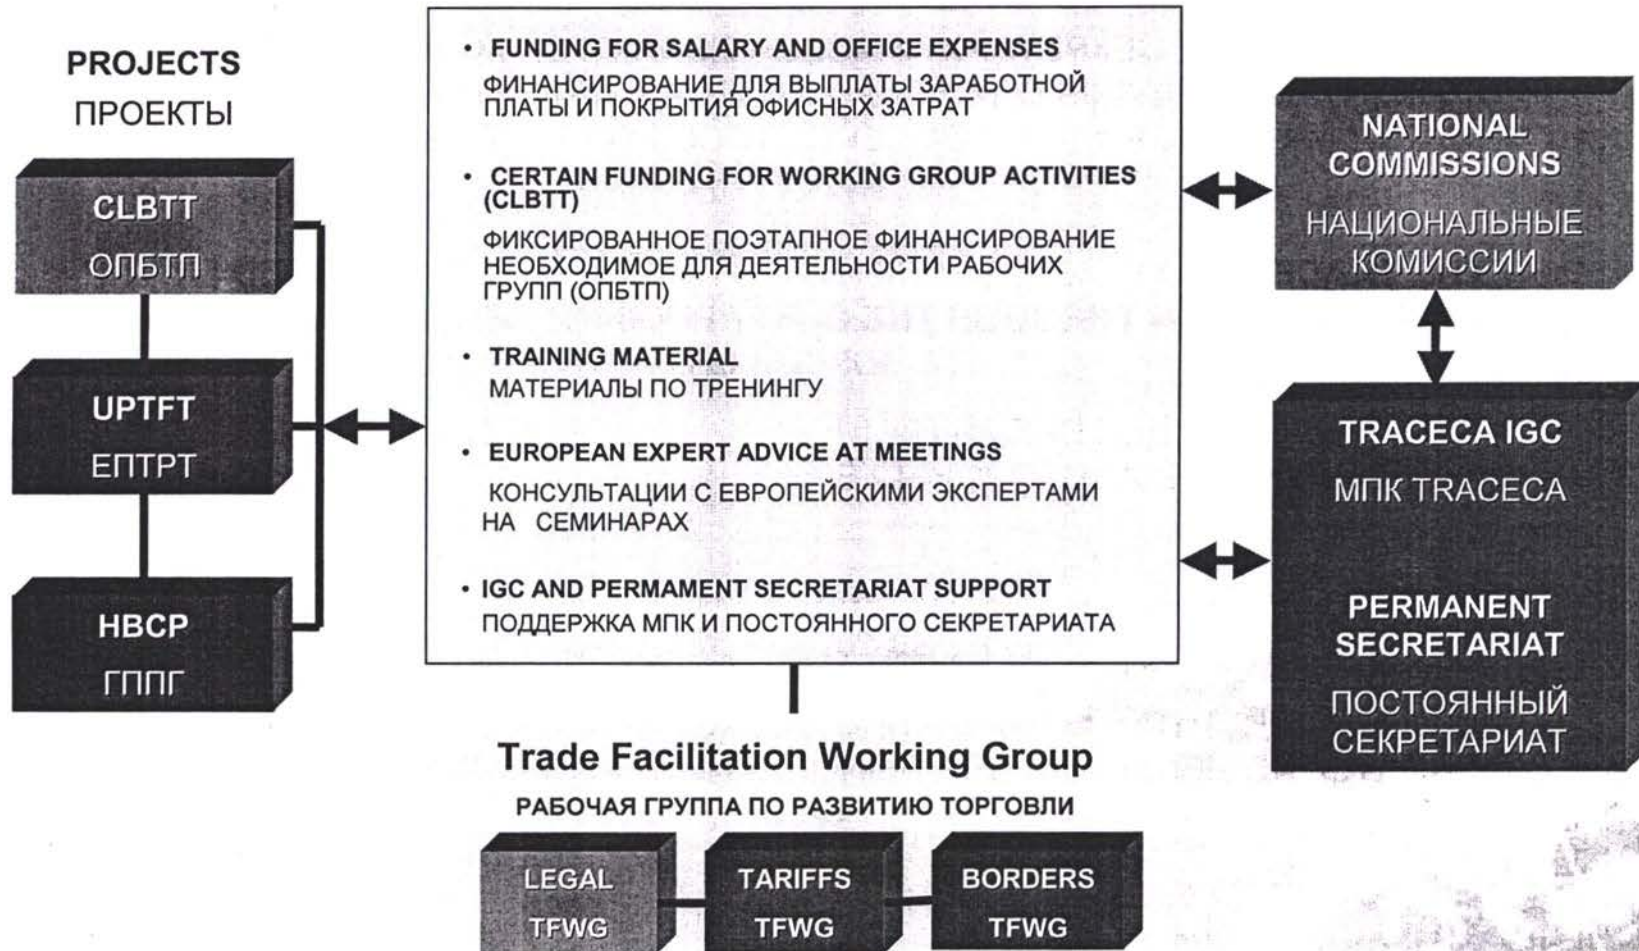 PROJECTS
ПРОЕКТЫ
CLBTT
ОПБТП
UPTFT
ЕПТРТ
HBCP
ГППГ
• FUNDING FOR SALARY AND OFFICE EXPENSES
ФИНАНСИРОВАНИЕ ДЛЯ ВЫПЛАТЫ ЗАРАБОТНОЙ
ПЛАТЫ И ПОКРЫТИЯ ОФИСНЫХ ЗАТРАТ
• CERTAIN FUNDING FOR WORKING GROUP ACTIVITIES
(CLBTT)
ФИКСИРОВАННОЕ ПОЭТАПНОЕ ФИНАНСИРОВАНИЕ
НЕОБХОДИМОЕ ДЛЯ ДЕЯТЕЛЬНОСТИ РАБОЧИХ
ГРУПП (ОПБТП)
• TRAINING MATERIAL
МАТЕРИАЛЫ ПО ТРЕНИНГУ
• EUROPEAN EXPERT ADVICE AT MEETINGS
КОНСУЛЬТАЦИИ С ЕВРОПЕЙСКИМИ ЭКСПЕРТАМИ
НА СЕМИНАРАХ
• IGC AND PERMAMENT SECRETARIAT SUPPORT
ПОДДЕРЖКА МПК И ПОСТОЯННОГО СЕКРЕТАРИАТА
NATIONAL
COMMISSIONS
НАЦИОНАЛЬНЫЕ
КОМИССИИ
TRACECA IGC
МПК TRACECA
PERMANENT
SECRETARIAT
ПОСТОЯННЫЙ
СЕКРЕТАРИАТ
Trade Facilitation Working Group
РАБОЧАЯ ГРУППА ПО РАЗВИТИЮ ТОРГОВЛИ
LEGAL
TFWG
TARIFFS
TFWG
BORDERS
TFWG